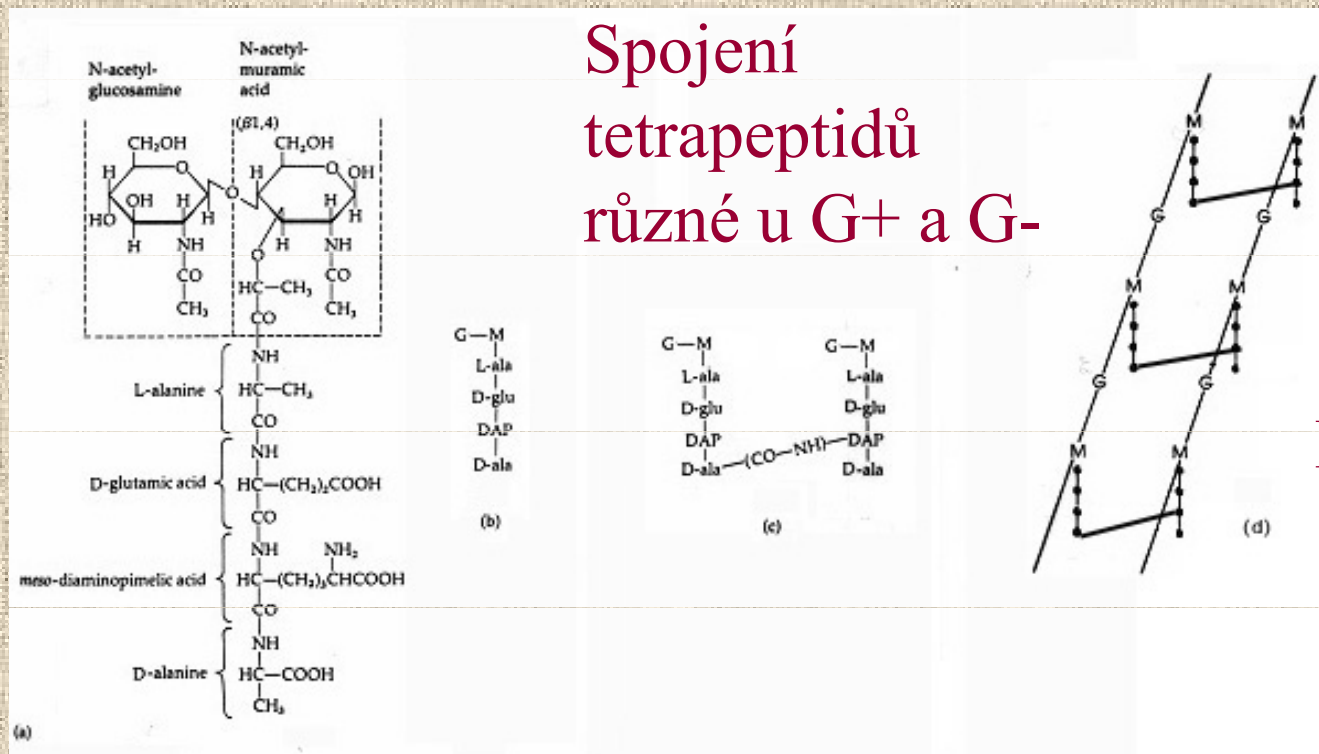 Spojení
tetrapeptidů
různé u G+ a G-
N-acetyl-
glucosamine
N-acetyl-
muramic
acid
(β1,4)
CH₂OH
CH₂OH
H
O
H
O
OH
H
OH
H
H
O
H
H
HO
H
H
NH
H
O
NH
CO
HC—CH₃
CO
CH₃
CO
CH₃
NH
L-alanine
HC—CH₃
CO
NH
D-glutamic acid
HC—(CH₂)₂COOH
CO
NH
NH₂
meso-diaminopimelic acid
HC—(CH₂)₃CHCOOH
CO
NH
D-alanine
HC—COOH
CH₃
(a)
G—M
L-ala
D-glu
DAP
D-ala
(b)
G—M
G—M
L-ala
L-ala
D-glu
D-glu
DAP
DAP
D-ala—(CO—NH)—DAP
D-ala
(c)
M
M
G
G
M
M
G
G
M
M
(d)